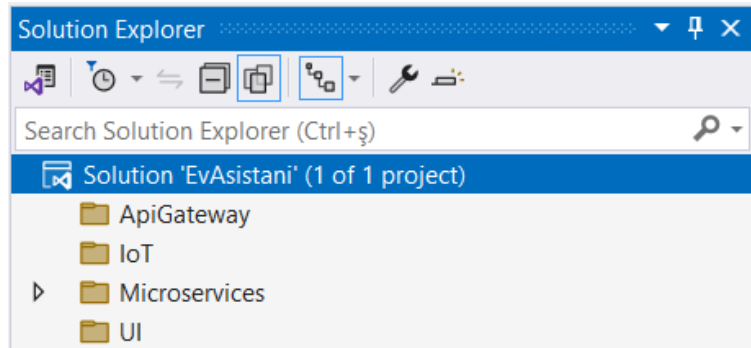 Solution Explorer
Search Solution Explorer (Ctrl+ş)
Solution 'EvAsistani' (1 of 1 project)
ApiGateway
IoT
Microservices
UI